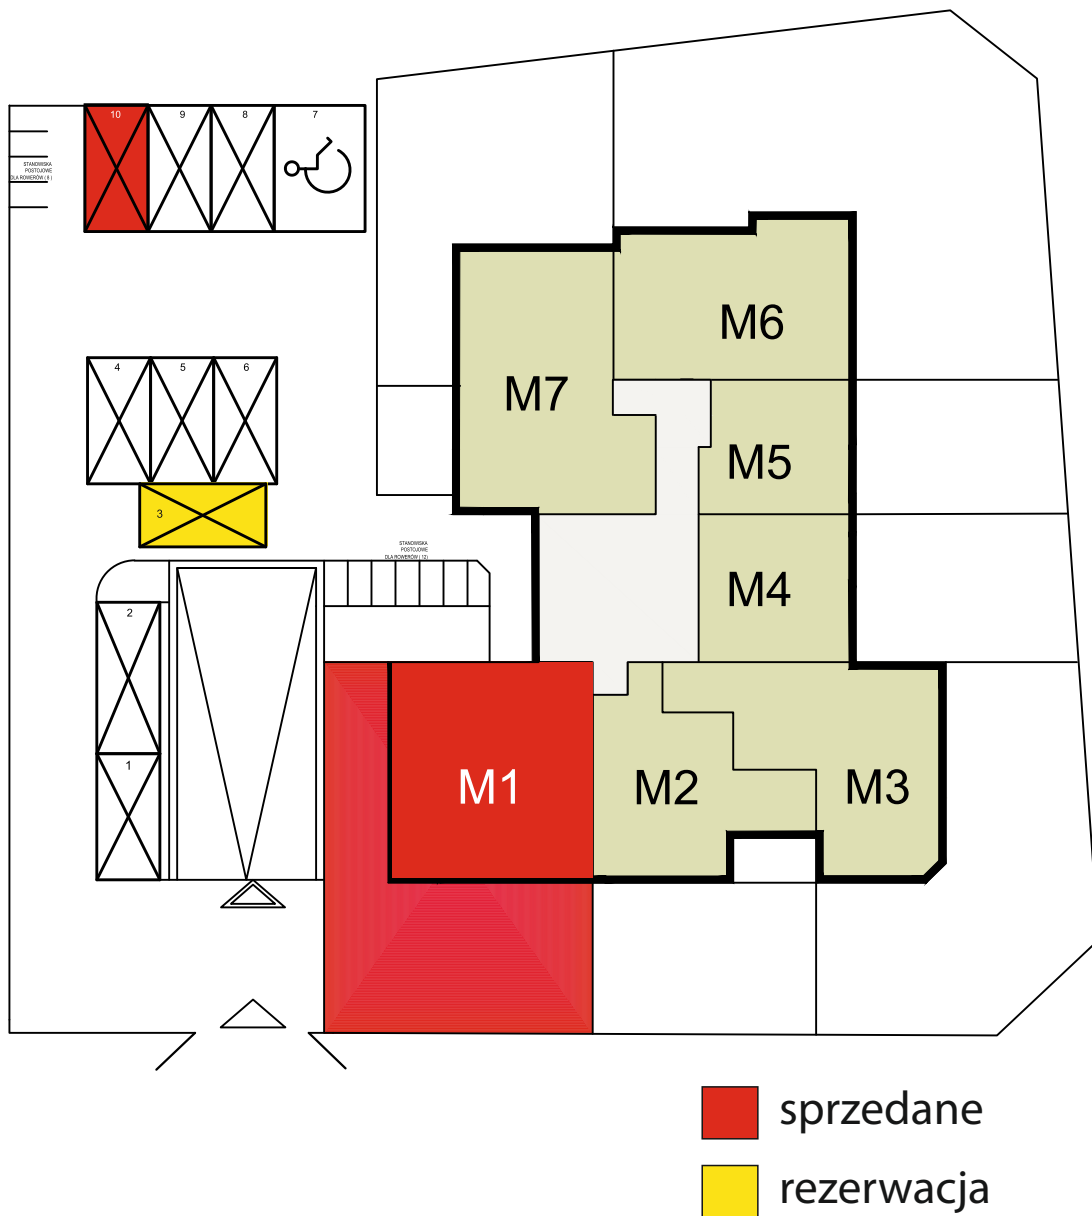 10
9
8
7
STANOWISKA
POSTOJOWE
DLA ROWERÓW ( 8 )
4
5
6
3
STANOWISKA
POSTOJOWE
DLA ROWERÓW ( 12)
2
1
M6
M7
M5
M4
M1
M2
M3
sprzedane
rezerwacja